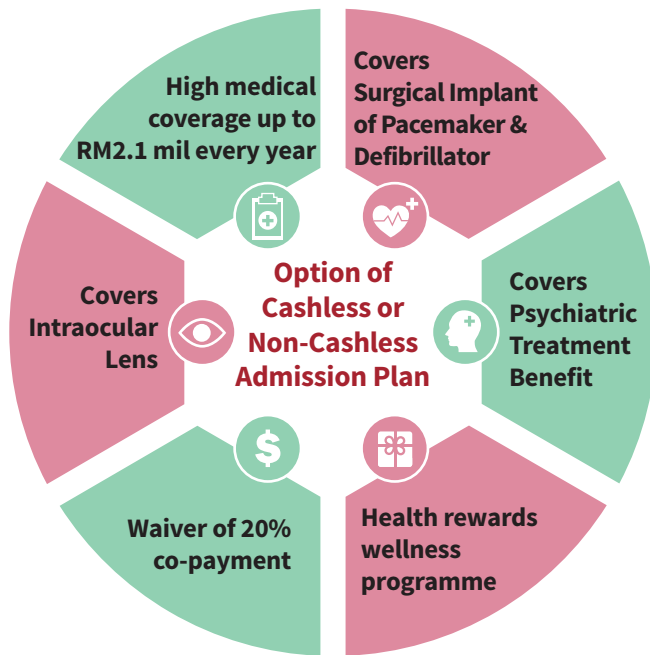 High medical
coverage up to
RM2.1 mil every year
Covers
Surgical Implant
of Pacemaker &
Defibrillator
Covers
Psychiatric
Treatment
Benefit
Health rewards
wellness
programme
Waiver of 20%
co-payment
Covers
Intraocular
Lens
Option of
Cashless or
Non-Cashless
Admission Plan
$